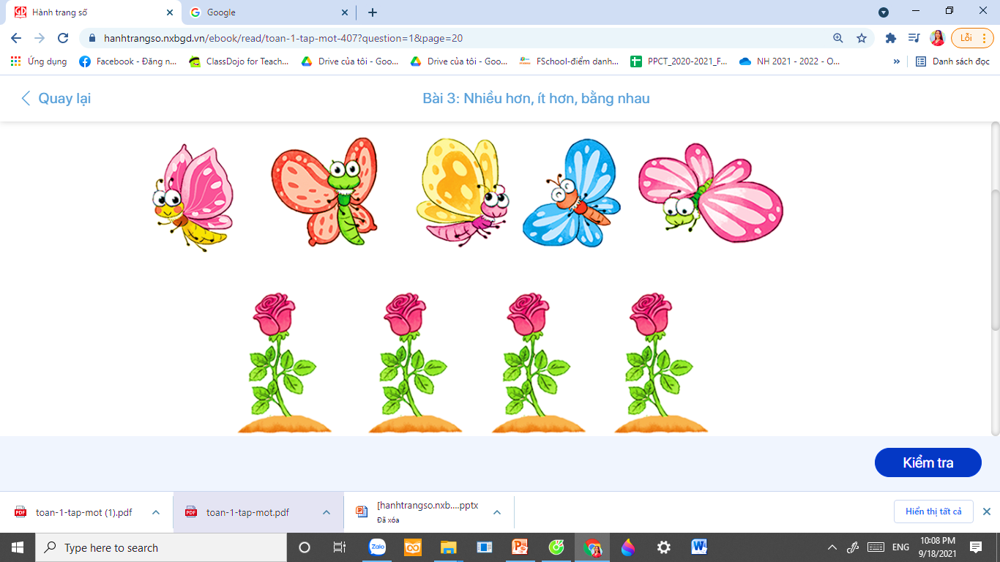 Hành trang số
Google
hanhtrangso.nxbgd.vn/ebook/read/toan-1-tap-mot-407?question=1&page=20
Lỗi
Ứng dụng
Facebook - Đăng n...
ClassDojo for Teach...
Drive của tôi - Goo...
Drive của tôi - Goo...
FSchool-điểm danh...
PPCT_2020-2021_F...
NH 2021 - 2022 - O...
»
Danh sách đọc
Quay lại
Bài 3: Nhiều hơn, ít hơn, bằng nhau
Kiểm tra
toan-1-tap-mot (1).pdf
toan-1-tap-mot.pdf
[hanhtrangso.nxb....pptx
Đã xóa
Hiển thị tất cả
Type here to search
Zalo
ENG
10:08 PM
9/18/2021